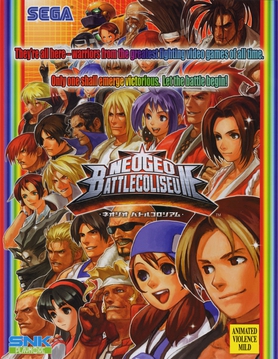 SEGA
They're all here—warriors from the greatest fighting video games of all time.
Only one shall emerge victorious. Let the battle begin!
NEOGEO
BATTLECOLISEUM
ネオジオ バトルコロシアム
TM
SNK
PLAYMORE
ANIMATED
VIOLENCE
MILD